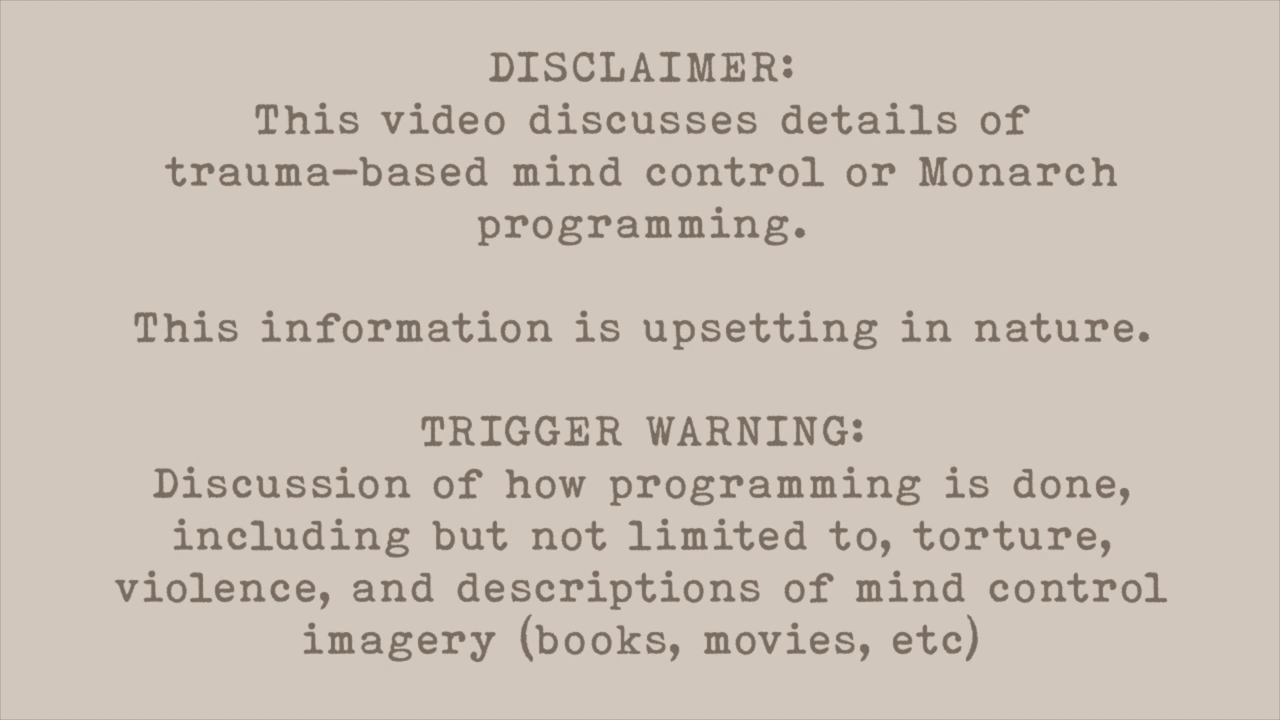 DISCLAIMER:
This video discusses details of
trauma-based mind control or Monarch
programming.
This information is upsetting in nature.
TRIGGER WARNING:
Discussion of how programming is done,
including but not limited to, torture,
violence, and descriptions of mind control
imagery (books, movies, etc)